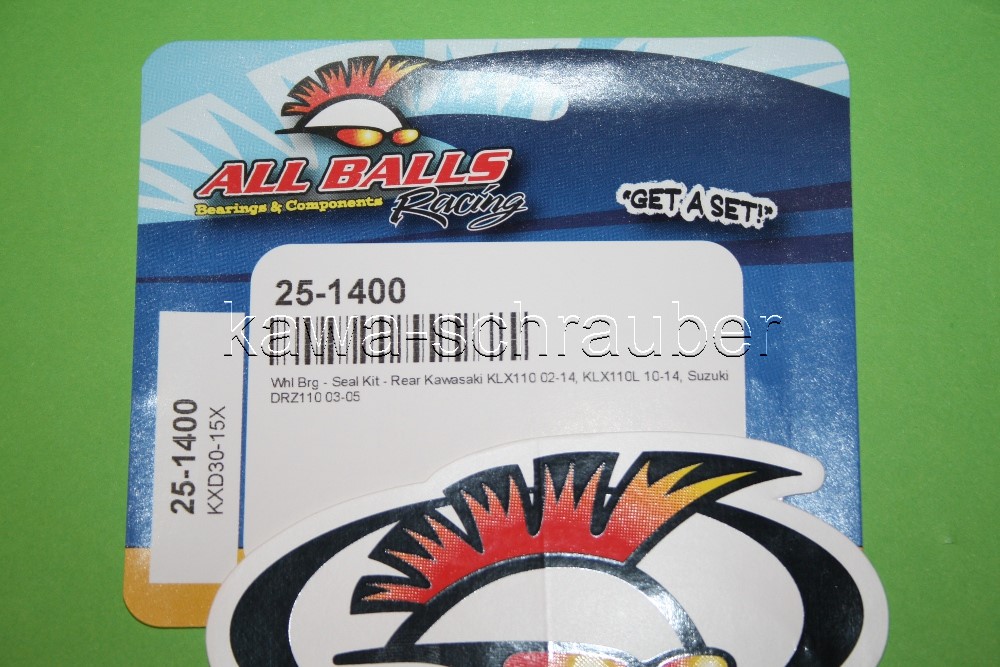 ALL BALLS
Bearings & Components
Racing
"GET A SET!"
25-1400
kawa-schrauber
Whl Brg - Seal Kit - Rear Kawasaki KLX110 02-14, KLX110L 10-14, Suzuki
DRZ110 03-05
25-1400
KXD30-15X